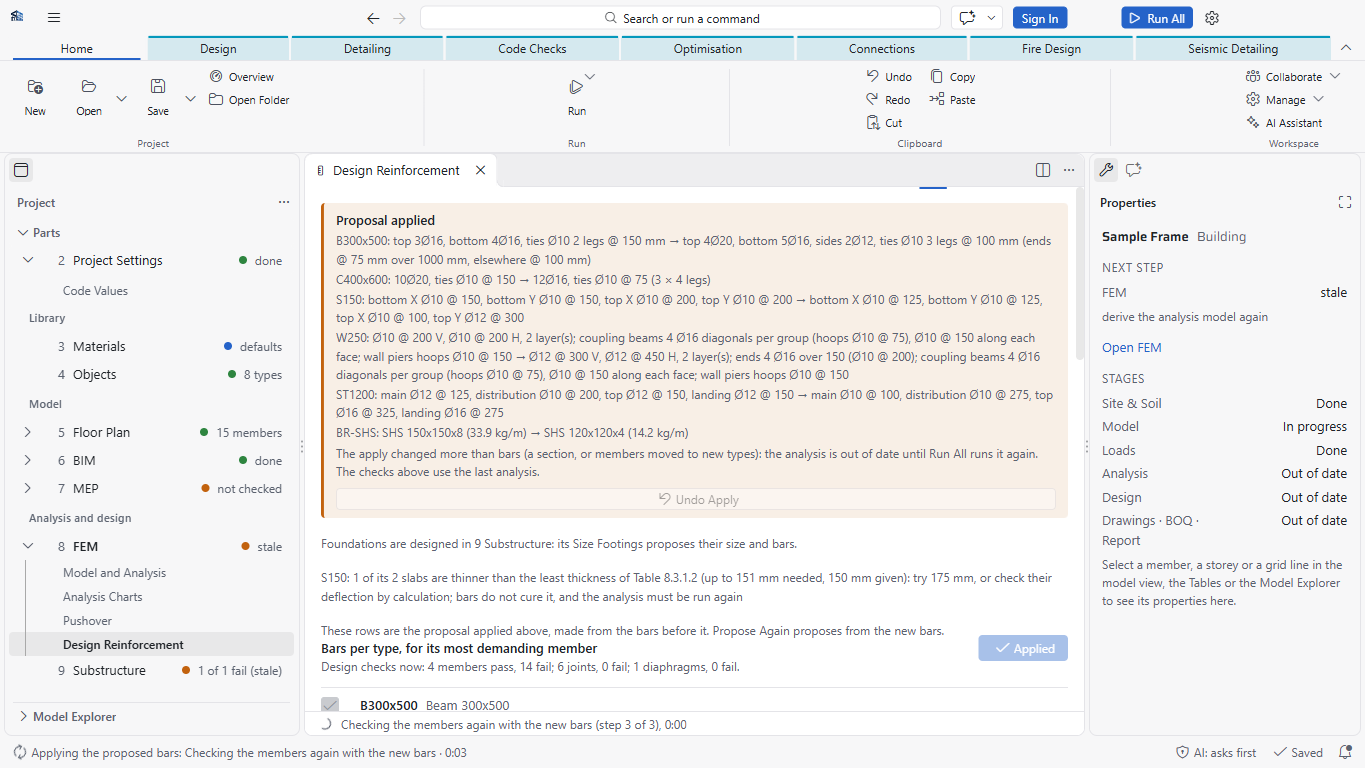 Search or run a command
Sign In
Run All
Home
Design
Detailing
Code Checks
Optimisation
Connections
Fire Design
Seismic Detailing
New
Open
Save
Overview
Open Folder
Project
Run
Run
Undo
Copy
Redo
Paste
Cut
Clipboard
Collaborate
Manage
AI Assistant
Workspace
Project
Parts
2 Project Settings done
Code Values
Library
3 Materials defaults
4 Objects 8 types
Model
5 Floor Plan 15 members
6 BIM done
7 MEP not checked
Analysis and design
8 FEM stale
Model and Analysis
Analysis Charts
Pushover
Design Reinforcement
9 Substructure 1 of 1 fail (stale)
Model Explorer
Design Reinforcement
Proposal applied
B300x500: top 3Ø16, bottom 4Ø16, ties Ø10 2 legs @ 150 mm → top 4Ø20, bottom 5Ø16, sides 2Ø12, ties Ø10 3 legs @ 100 mm (ends
@ 75 mm over 1000 mm, elsewhere @ 100 mm)
C400x600: 10Ø20, ties Ø10 @ 150 → 12Ø16, ties Ø10 @ 75 (3 × 4 legs)
S150: bottom X Ø10 @ 150, bottom Y Ø10 @ 150, top X Ø10 @ 200, top Y Ø10 @ 200 → bottom X Ø10 @ 125, bottom Y Ø10 @ 125,
top X Ø10 @ 100, top Y Ø12 @ 300
W250: Ø10 @ 200 V, Ø10 @ 200 H, 2 layer(s); coupling beams 4 Ø16 diagonals per group (hoops Ø10 @ 75), Ø10 @ 150 along each
face; wall piers hoops Ø10 @ 150 → Ø12 @ 300 V, Ø12 @ 450 H, 2 layer(s); ends 4 Ø16 over 150 (Ø10 @ 200); coupling beams 4 Ø16
diagonals per group (hoops Ø10 @ 75), Ø10 @ 150 along each face; wall piers hoops Ø10 @ 150
ST1200: main Ø12 @ 125, distribution Ø10 @ 200, top Ø12 @ 150, landing Ø12 @ 150 → main Ø10 @ 100, distribution Ø10 @ 275, top
Ø16 @ 325, landing Ø16 @ 275
BR-SHS: SHS 150x150x8 (33.9 kg/m) → SHS 120x120x4 (14.2 kg/m)
The apply changed more than bars (a section, or members moved to new types): the analysis is out of date until Run All runs it again.
The checks above use the last analysis.
Undo Apply
Foundations are designed in 9 Substructure: its Size Footings proposes their size and bars.
S150: 1 of its 2 slabs are thinner than the least thickness of Table 8.3.1.2 (up to 151 mm needed, 150 mm given): try 175 mm, or check their
deflection by calculation; bars do not cure it, and the analysis must be run again
These rows are the proposal applied above, made from the bars before it. Propose Again proposes from the new bars.
Bars per type, for its most demanding member
Applied
Design checks now: 4 members pass, 14 fail; 6 joints, 0 fail; 1 diaphragms, 0 fail.
B300x500 Beam 300x500
Checking the members again with the new bars (step 3 of 3), 0:00
Properties
Sample Frame Building
NEXT STEP
FEM stale
derive the analysis model again
Open FEM
STAGES
Site & Soil Done
Model In progress
Loads Done
Analysis Out of date
Design Out of date
Drawings · BOQ · Out of date
Report
Select a member, a storey or a grid line in
the model view, the Tables or the Model Explorer
to see its properties here.
Applying the proposed bars: Checking the members again with the new bars · 0:03
AI: asks first
Saved